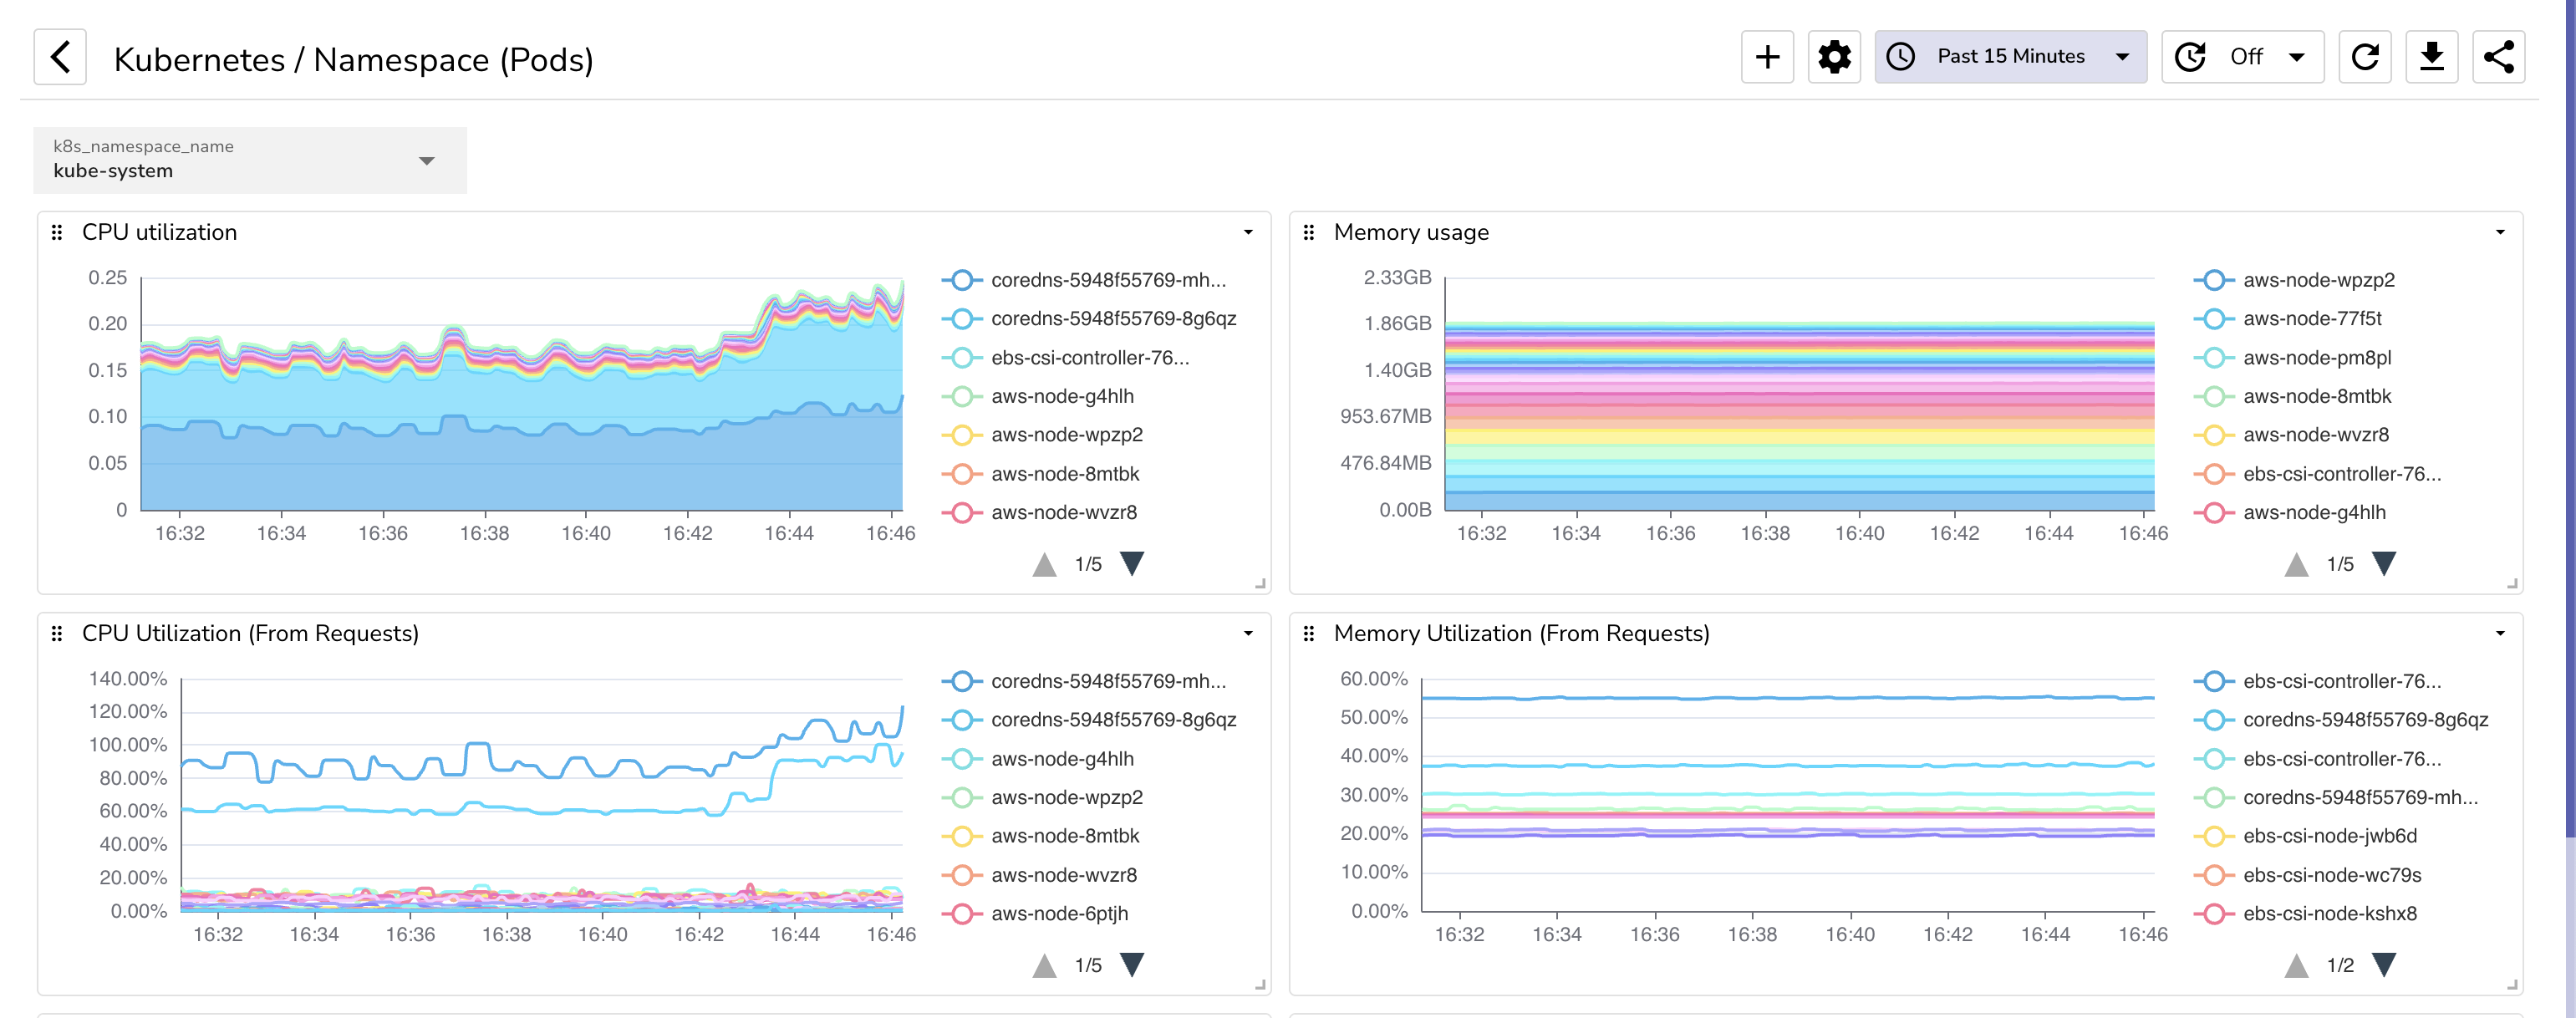 Kubernetes / Namespace (Pods)
Past 15 Minutes
Off
k8s_namespace_name
kube-system
CPU utilization
0.25
0.20
0.15
0.10
0.05
0
16:32 16:34 16:36 16:38 16:40 16:42 16:44 16:46
coredns-5948f55769-mh...
coredns-5948f55769-8g6qz
ebs-csi-controller-76...
aws-node-g4hlh
aws-node-wpzp2
aws-node-8mtbk
aws-node-wvzr8
1/5
Memory usage
2.33GB
1.86GB
1.40GB
953.67MB
476.84MB
0.00B
16:32 16:34 16:36 16:38 16:40 16:42 16:44 16:46
aws-node-wpzp2
aws-node-77f5t
aws-node-pm8pl
aws-node-8mtbk
aws-node-wvzr8
ebs-csi-controller-76...
aws-node-g4hlh
1/5
CPU Utilization (From Requests)
140.00%
120.00%
100.00%
80.00%
60.00%
40.00%
20.00%
0.00%
16:32 16:34 16:36 16:38 16:40 16:42 16:44 16:46
coredns-5948f55769-mh...
coredns-5948f55769-8g6qz
aws-node-g4hlh
aws-node-wpzp2
aws-node-8mtbk
aws-node-wvzr8
aws-node-6ptjh
1/5
Memory Utilization (From Requests)
60.00%
50.00%
40.00%
30.00%
20.00%
10.00%
0.00%
16:32 16:34 16:36 16:38 16:40 16:42 16:44 16:46
ebs-csi-controller-76...
coredns-5948f55769-8g6qz
ebs-csi-controller-76...
coredns-5948f55769-mh...
ebs-csi-node-jwb6d
ebs-csi-node-wc79s
ebs-csi-node-kshx8
1/2